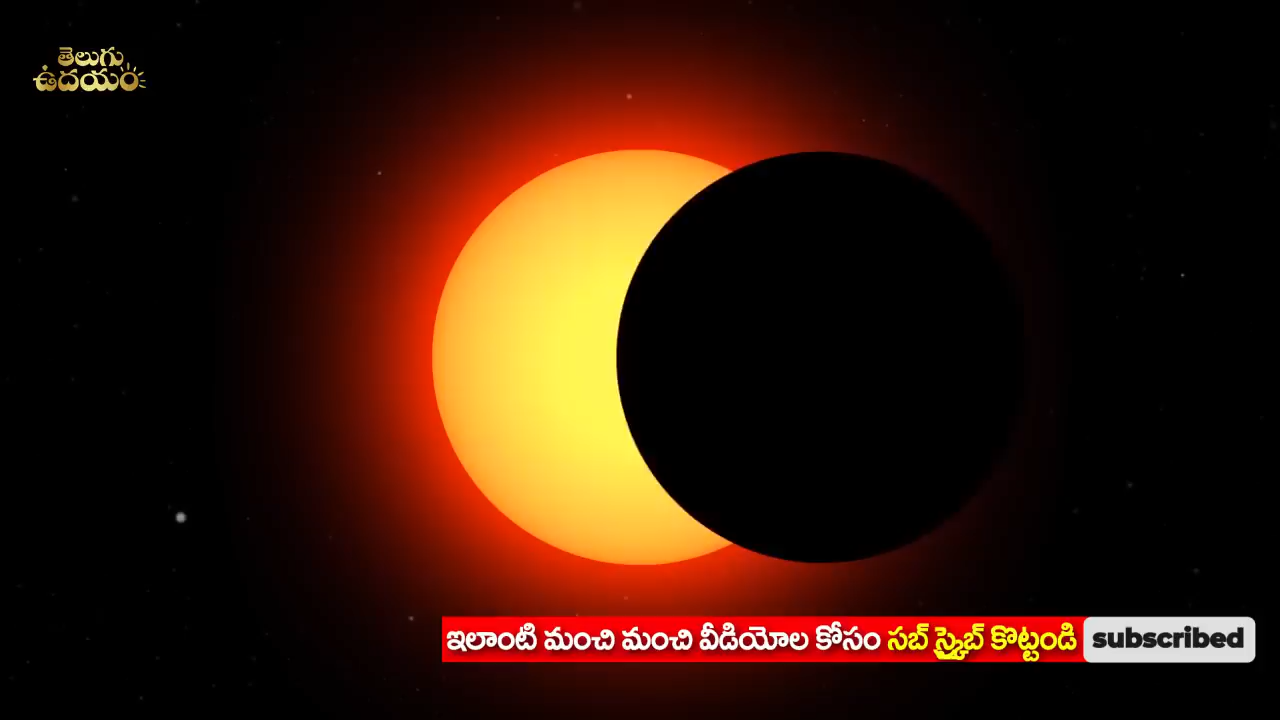 తెలుగు
ఉదయం
ఇలాంటి మంచి మంచి వీడియోల కోసం సబ్ స్క్రైబ్ కొట్టండి subscribed